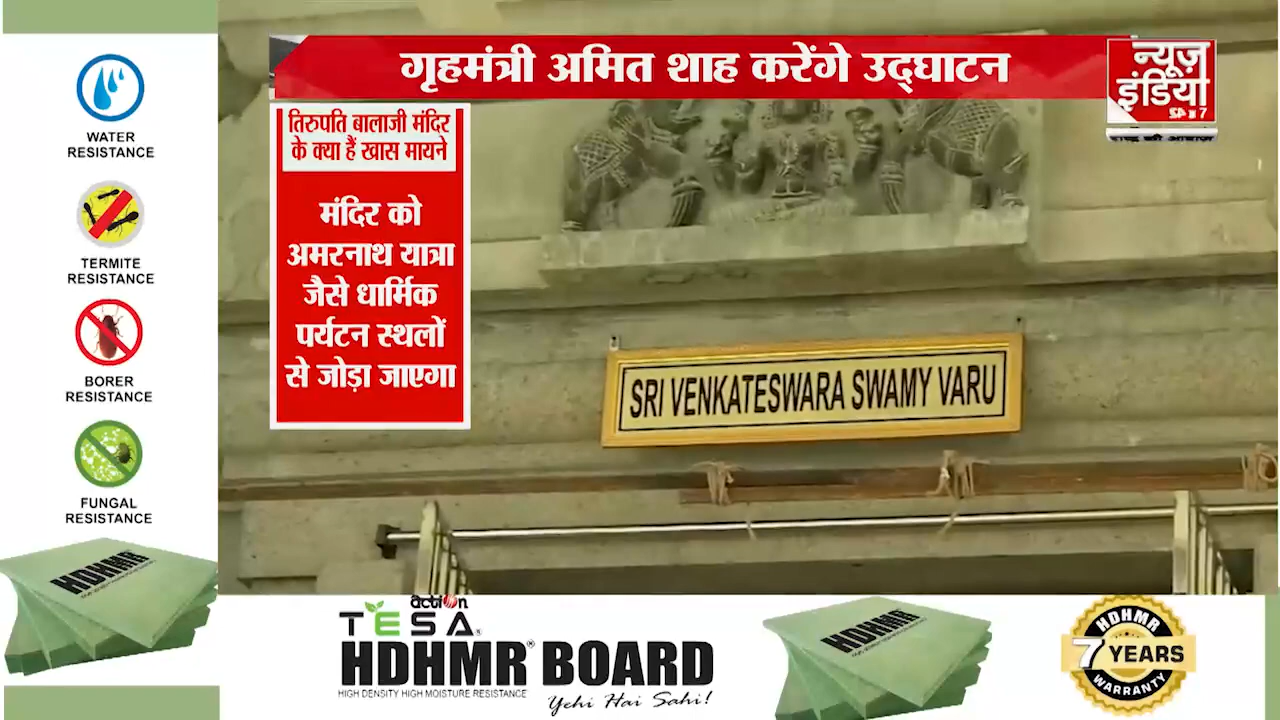 गृहमंत्री अमित शाह करेंगे उद्घाटन
न्यूज़
इंडिया
24x7
तिरुपति बालाजी मंदिर
के क्या हैं खास मायने
मंदिर को
अमरनाथ यात्रा
जैसे धार्मिक
पर्यटन स्थलों
से जोड़ा जाएगा
SRI VENKATESWARA SWAMY VARU
WATER
RESISTANCE
TERMITE
RESISTANCE
BORER
RESISTANCE
FUNGAL
RESISTANCE
HDHMR
action
TESA
HDHMR BOARD
HIGH DENSITY HIGH MOISTURE RESISTANCE
Yehi Hai Sahi!
HDHMR
HDHMR
7 YEARS
WARRANTY